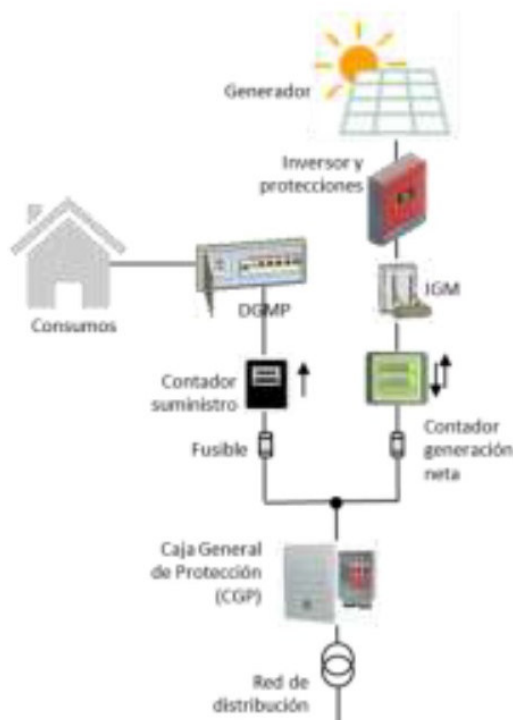 Generador
Inversor y
protecciones
IGM
DGMP
Consumos
Contador
suministro
Contador
generación
neta
Fusible
Caja General
de Protección
(CGP)
Red de
distribución